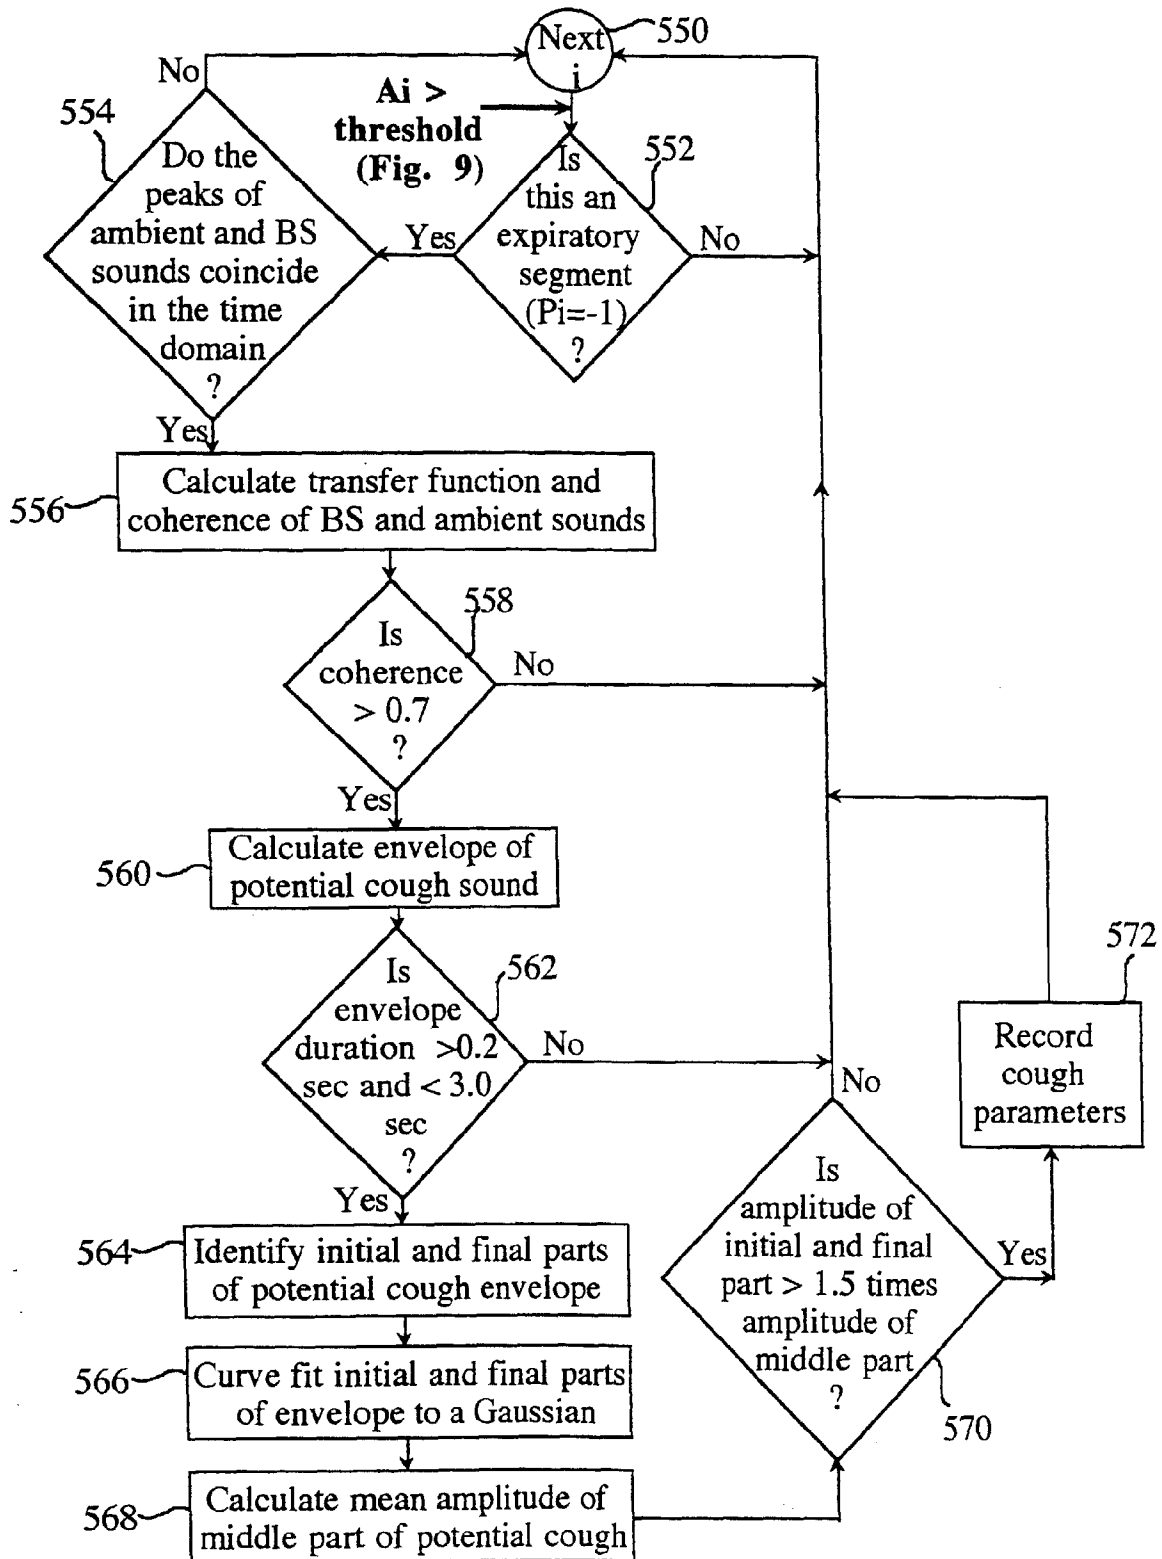 Next
i
550
No
Ai >
threshold
(Fig. 9)
554
Do the
peaks of
ambient and BS
sounds coincide
in the time
domain
?
Yes
552
Is
this an
expiratory
segment
(Pi=-1)
?
Yes
No
556
Calculate transfer function and
coherence of BS and ambient sounds
558
Is
coherence
> 0.7
?
No
Yes
560
Calculate envelope of
potential cough sound
562
Is
envelope
duration >0.2
sec and < 3.0
sec
?
No
Yes
564
Identify initial and final parts
of potential cough envelope
566
Curve fit initial and final parts
of envelope to a Gaussian
568
Calculate mean amplitude of
middle part of potential cough
No
Is
amplitude of
initial and final
part > 1.5 times
amplitude of
middle part
?
570
Yes
572
Record
cough
parameters